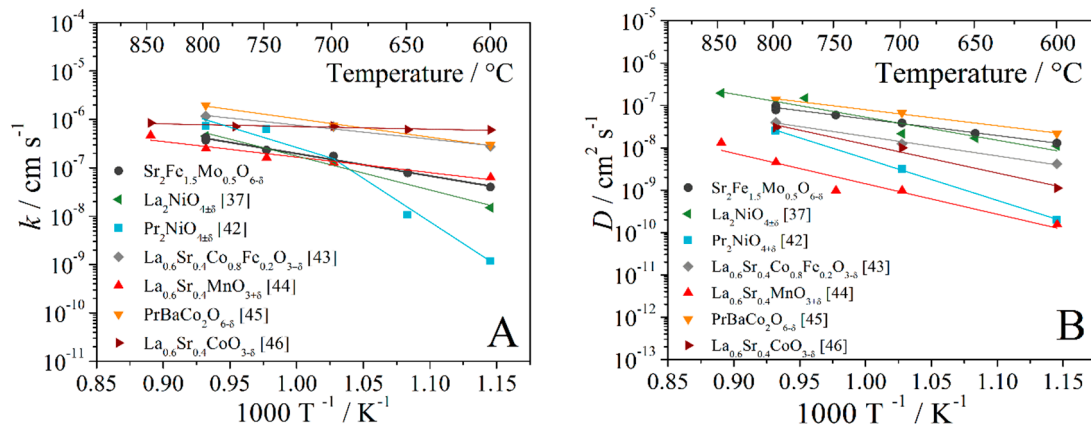 10⁻⁴
10⁻⁵
10⁻⁶
10⁻⁷
10⁻⁸
10⁻⁹
10⁻¹⁰
10⁻¹¹
k / cm s⁻¹
850 800 750 700 650 600
Temperature / °C
Sr₂Fe₁.₅Mo₀.₅O₆₋δ
La₂NiO₄±δ [37]
Pr₂NiO₄±δ [42]
La₀.₆Sr₀.₄Co₀.₈Fe₀.₂O₃₋δ [43]
La₀.₆Sr₀.₄MnO₃₊δ [44]
PrBaCo₂O₆₋δ [45]
La₀.₆Sr₀.₄CoO₃₋δ [46]
A
0.85 0.90 0.95 1.00 1.05 1.10 1.15
1000 T ⁻¹ / K⁻¹
10⁻⁵
10⁻⁶
10⁻⁷
10⁻⁸
10⁻⁹
10⁻¹⁰
10⁻¹¹
10⁻¹²
10⁻¹³
D / cm² s⁻¹
850 800 750 700 650 600
Temperature / °C
Sr₂Fe₁.₅Mo₀.₅O₆₋δ
La₂NiO₄±δ [37]
Pr₂NiO₄₊δ [42]
La₀.₆Sr₀.₄Co₀.₈Fe₀.₂O₃₋δ [43]
La₀.₆Sr₀.₄MnO₃₊δ [44]
PrBaCo₂O₆₋δ [45]
La₀.₆Sr₀.₄CoO₃₋δ [46]
B
0.90 0.95 1.00 1.05 1.10 1.15
1000 T ⁻¹ / K⁻¹